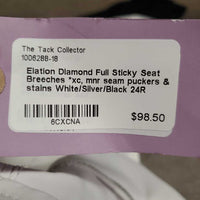 The Tack Collector
10D628B-18
Elation Diamond Full Sticky Seat
Breeches *xc, mnr seam puckers &
stains White/Silver/Black 24R
6CXCNA
$98.50